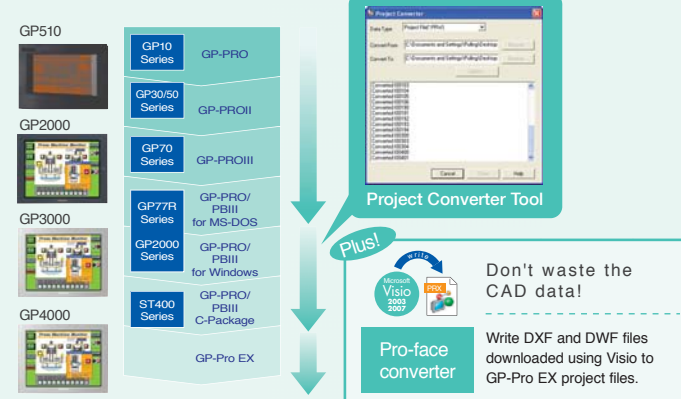 GP510
GP2000
GP3000
GP4000
GP10
Series
GP-PRO
GP30/50
Series
GP-PROII
GP70
Series
GP-PROIII
GP77R
Series
GP-PRO/
PBIII
for MS-DOS
GP2000
Series
GP-PRO/
PBIII
for Windows
ST400
Series
GP-PRO/
PBIII
C-Package
GP-Pro EX
Project Converter
Data Type
Convert From
Convert To
Cancel
Help
Project Converter Tool
Plus!
write
Microsoft
Visio
2003
2007
PRX
Don't waste the
CAD data!
Pro-face
converter
Write DXF and DWF files
downloaded using Visio to
GP-Pro EX project files.